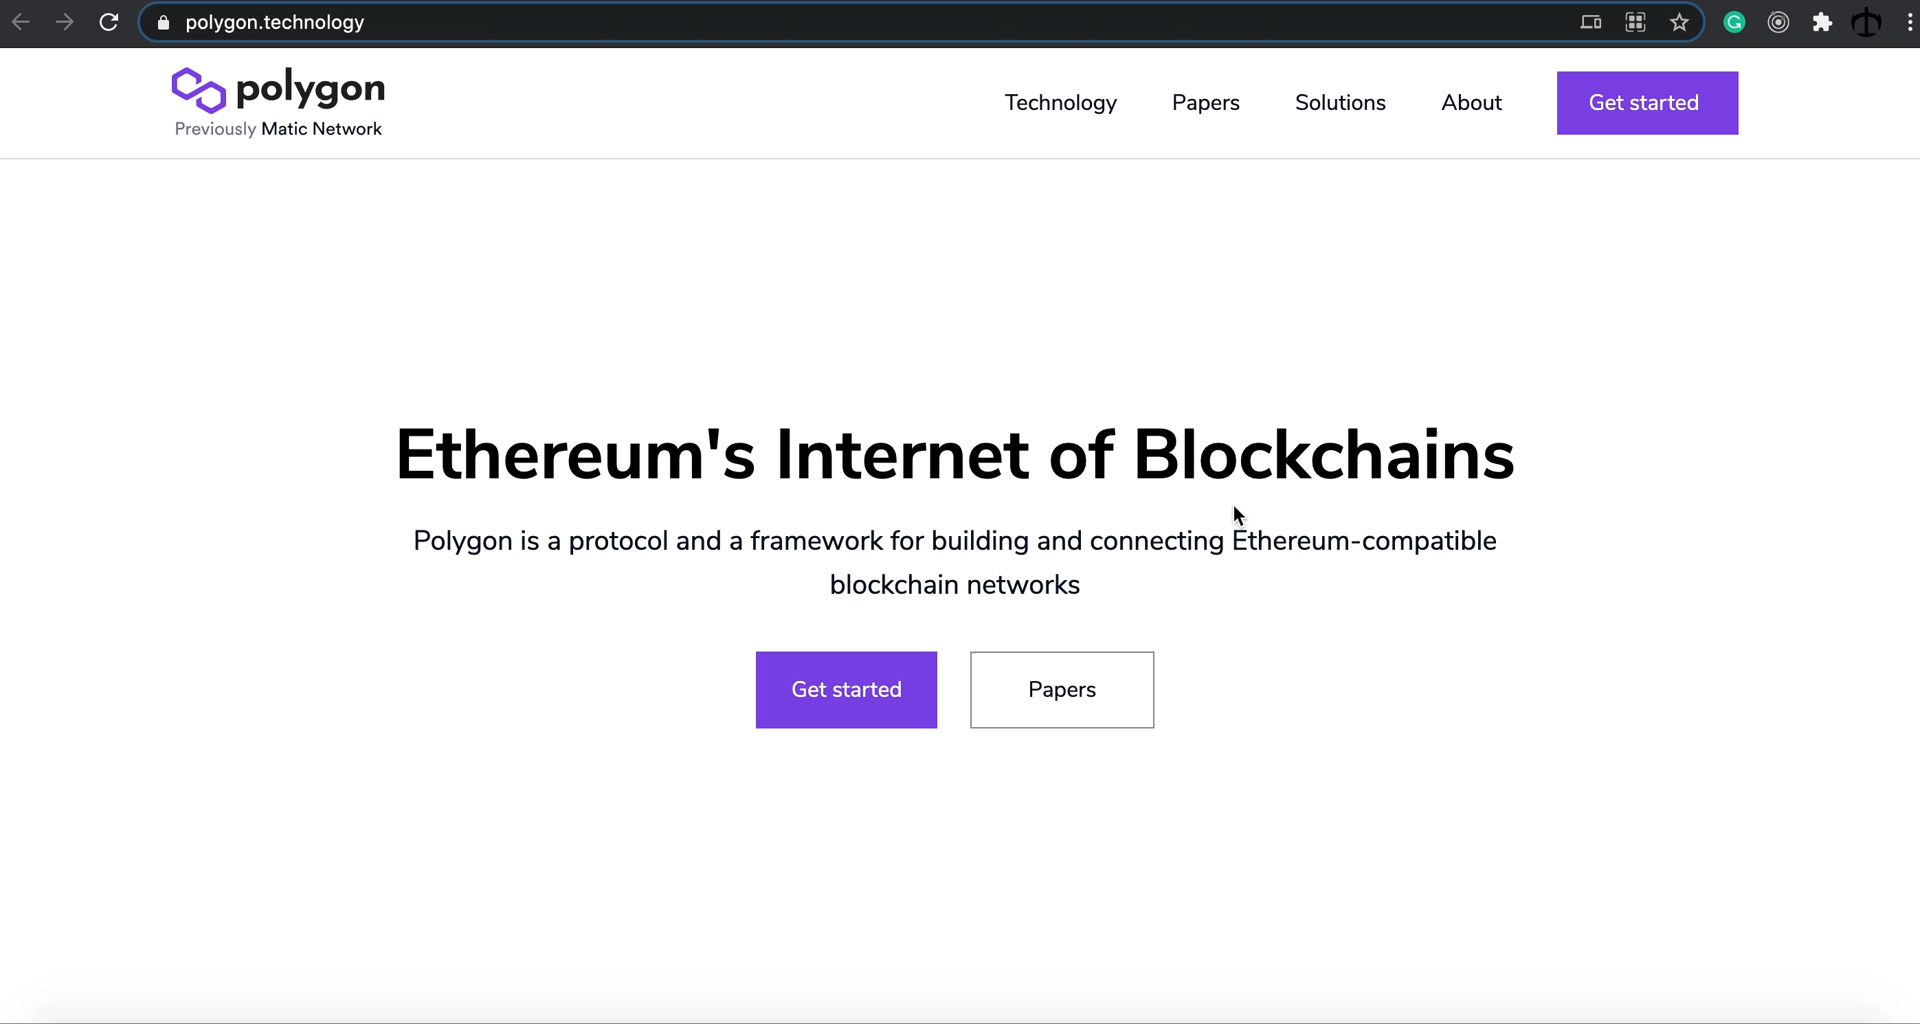 polygon.technology
polygon
Previously Matic Network
Technology
Papers
Solutions
About
Get started
Ethereum's Internet of Blockchains
Polygon is a protocol and a framework for building and connecting Ethereum-compatible
blockchain networks
Get started
Papers